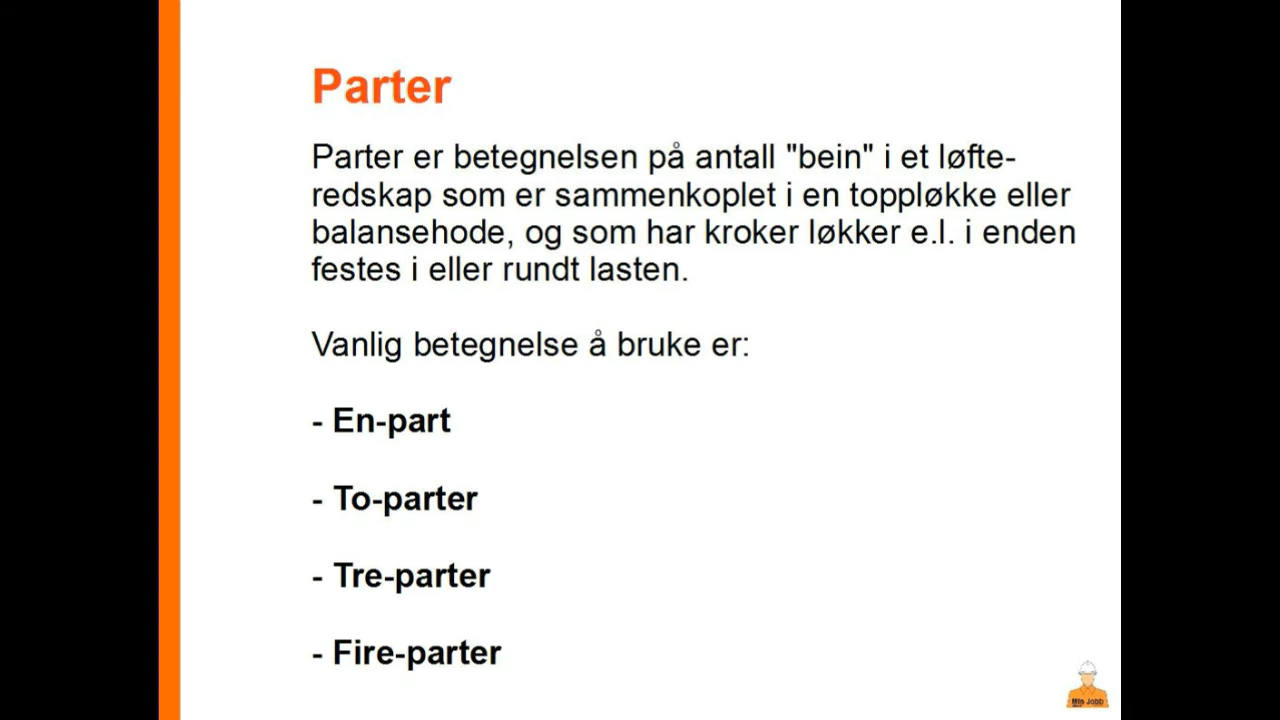 Parter
Parter er betegnelsen på antall "bein" i et løfte-
redskap som er sammenkoplet i en toppløkke eller
balansehode, og som har kroker løkker e.l. i enden
festes i eller rundt lasten.
Vanlig betegnelse å bruke er:
- En-part
- To-parter
- Tre-parter
- Fire-parter
Min Jobb